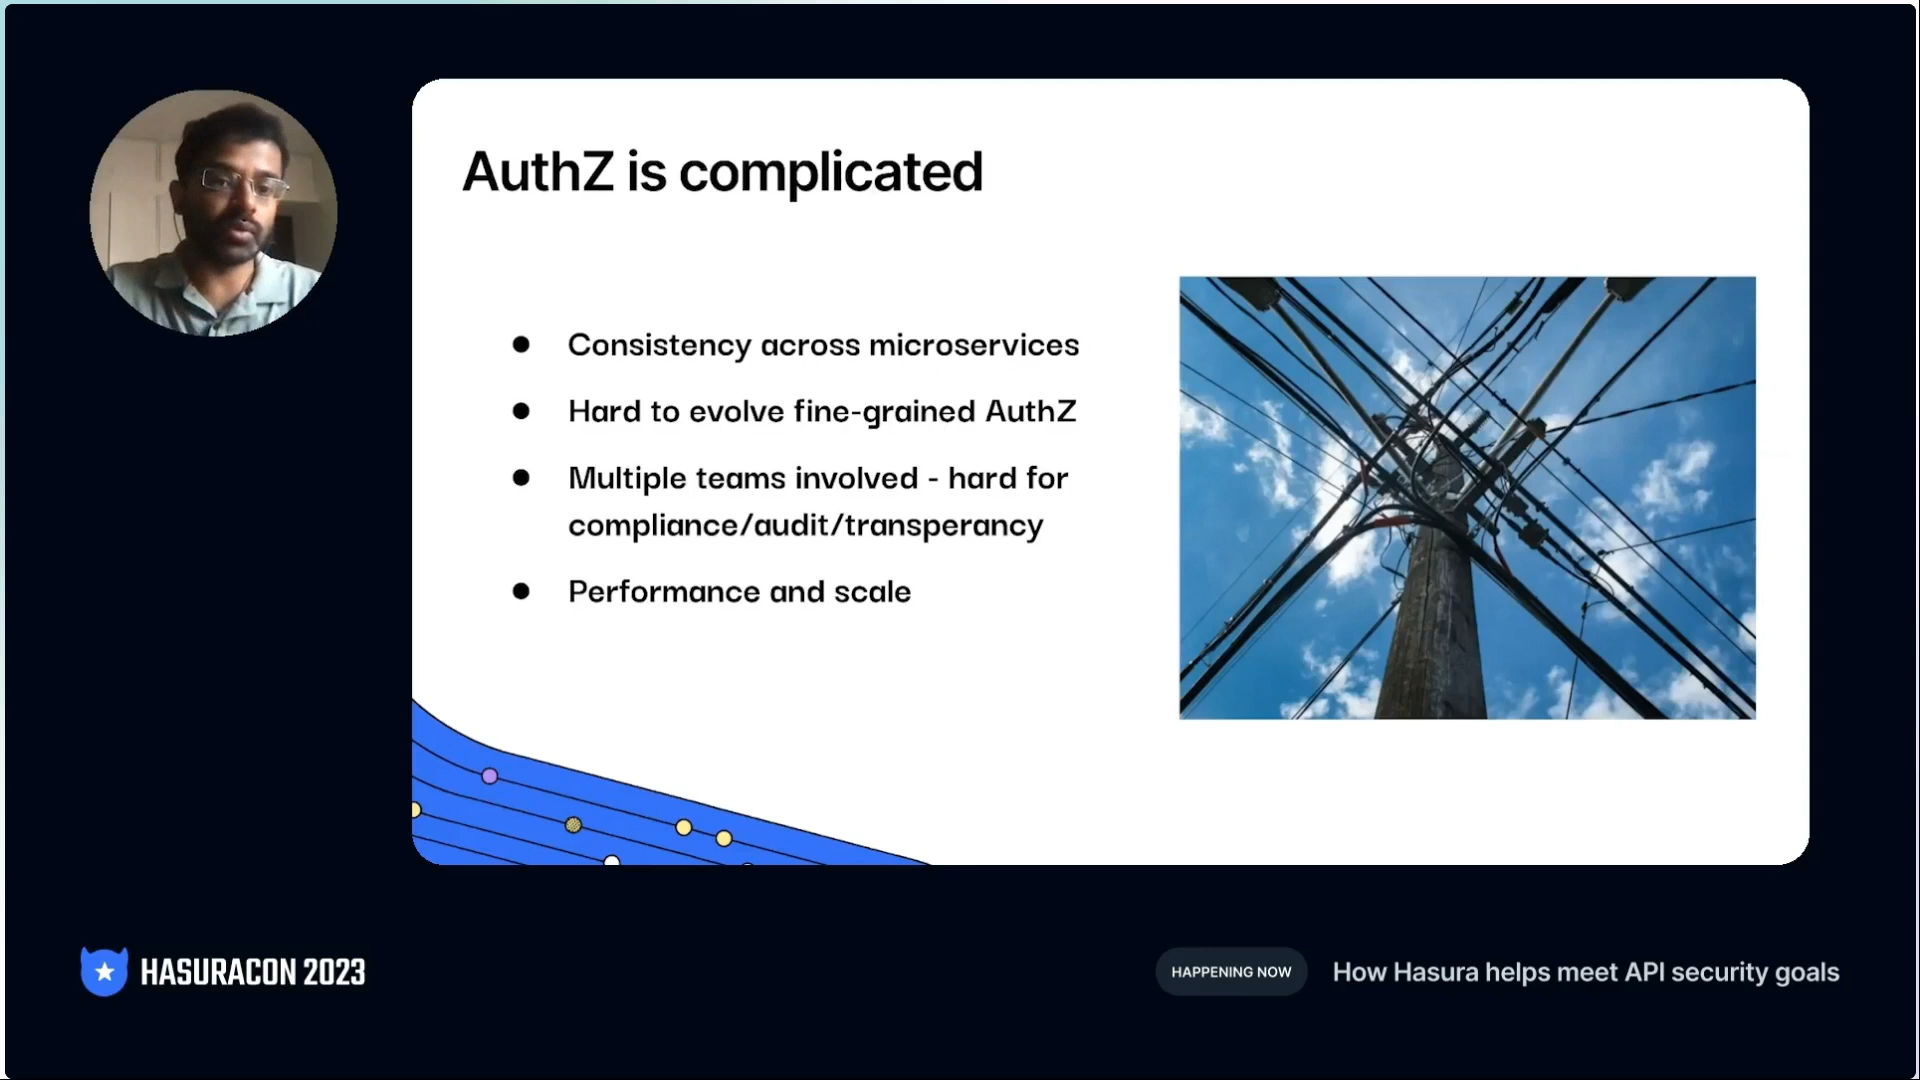 AuthZ is complicated
● Consistency across microservices
● Hard to evolve fine-grained AuthZ
● Multiple teams involved - hard for
compliance/audit/transperancy
● Performance and scale
HASURACON 2023
HAPPENING NOW
How Hasura helps meet API security goals